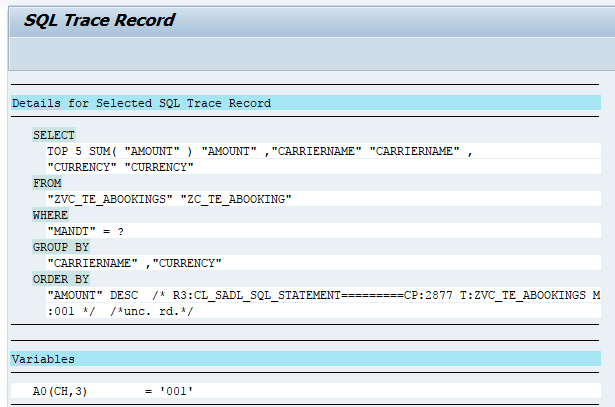 SQL Trace Record
Details for Selected SQL Trace Record
SELECT
TOP 5 SUM( "AMOUNT" ) "AMOUNT" ,"CARRIERNAME" "CARRIERNAME" ,
"CURRENCY" "CURRENCY"
FROM
"ZVC_TE_ABOOKINGS" "ZC_TE_ABOOKING"
WHERE
"MANDT" = ?
GROUP BY
"CARRIERNAME" ,"CURRENCY"
ORDER BY
"AMOUNT" DESC /* R3:CL_SADL_SQL_STATEMENT=========CP:2877 T:ZVC_TE_ABOOKINGS M
:001 */ /*unc. rd.*/
Variables
A0(CH,3) = '001'